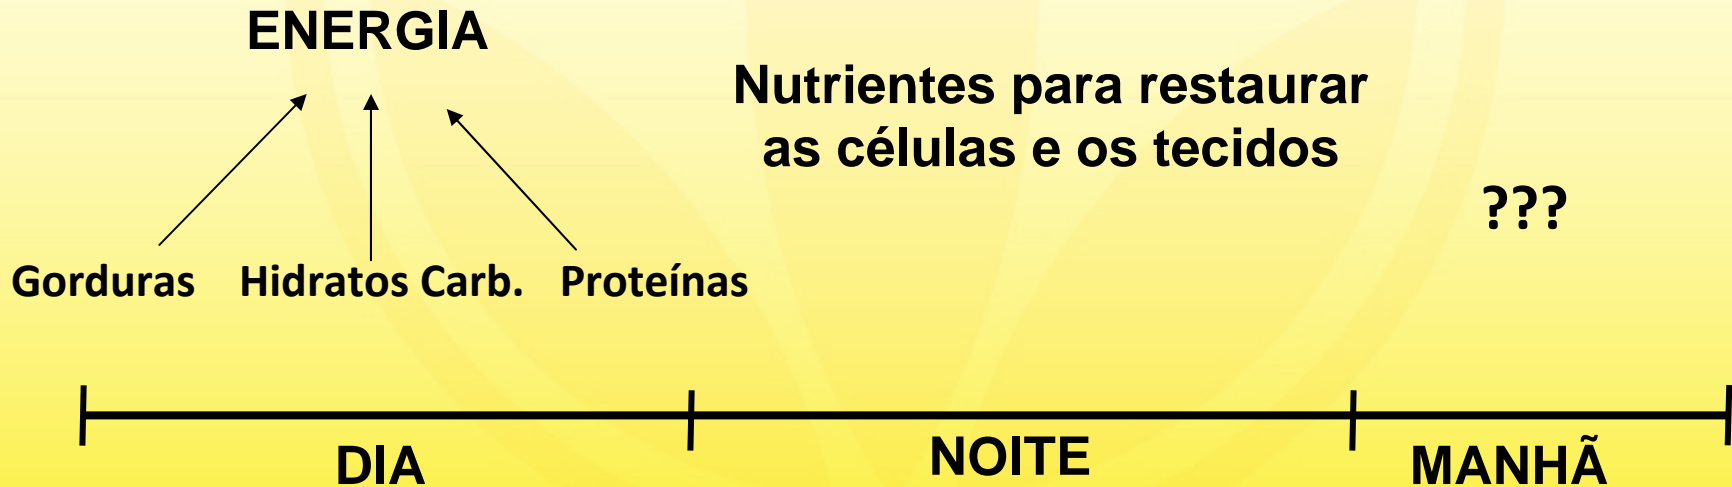 ENERGIA
Nutrientes para restaurar
as células e os tecidos
???
Gorduras Hidratos Carb. Proteínas
DIA
NOITE
MANHÃ